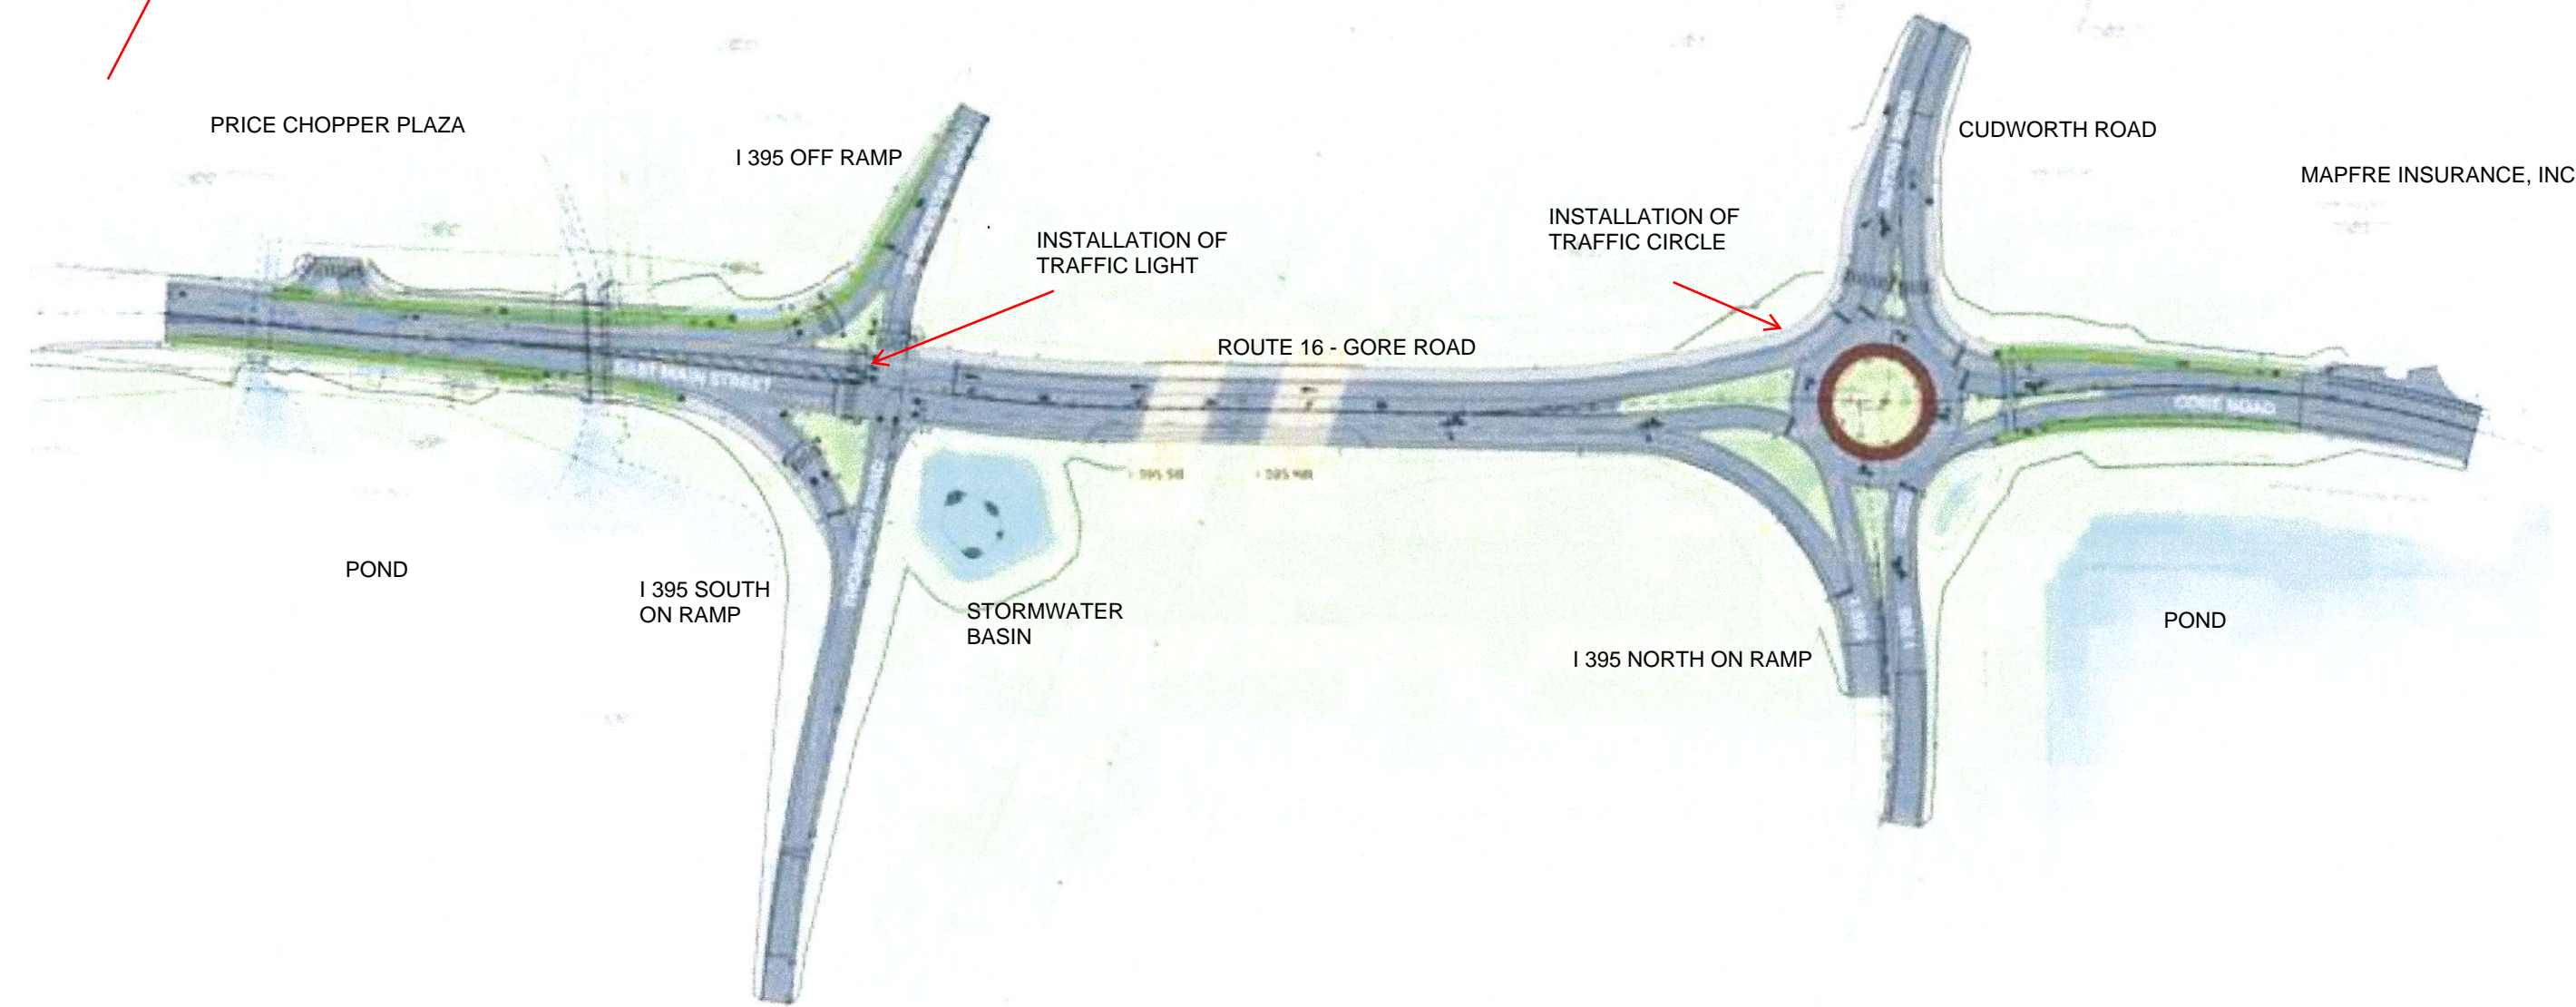 PRICE CHOPPER PLAZA
I 395 OFF RAMP
CUDWORTH ROAD
MAPFRE INSURANCE, INC
INSTALLATION OF
TRAFFIC LIGHT
INSTALLATION OF
TRAFFIC CIRCLE
ROUTE 16 - GORE ROAD
EAST MAIN STREET
GORE ROAD
POND
I 395 SOUTH
ON RAMP
STORMWATER
BASIN
I 395 NORTH ON RAMP
POND